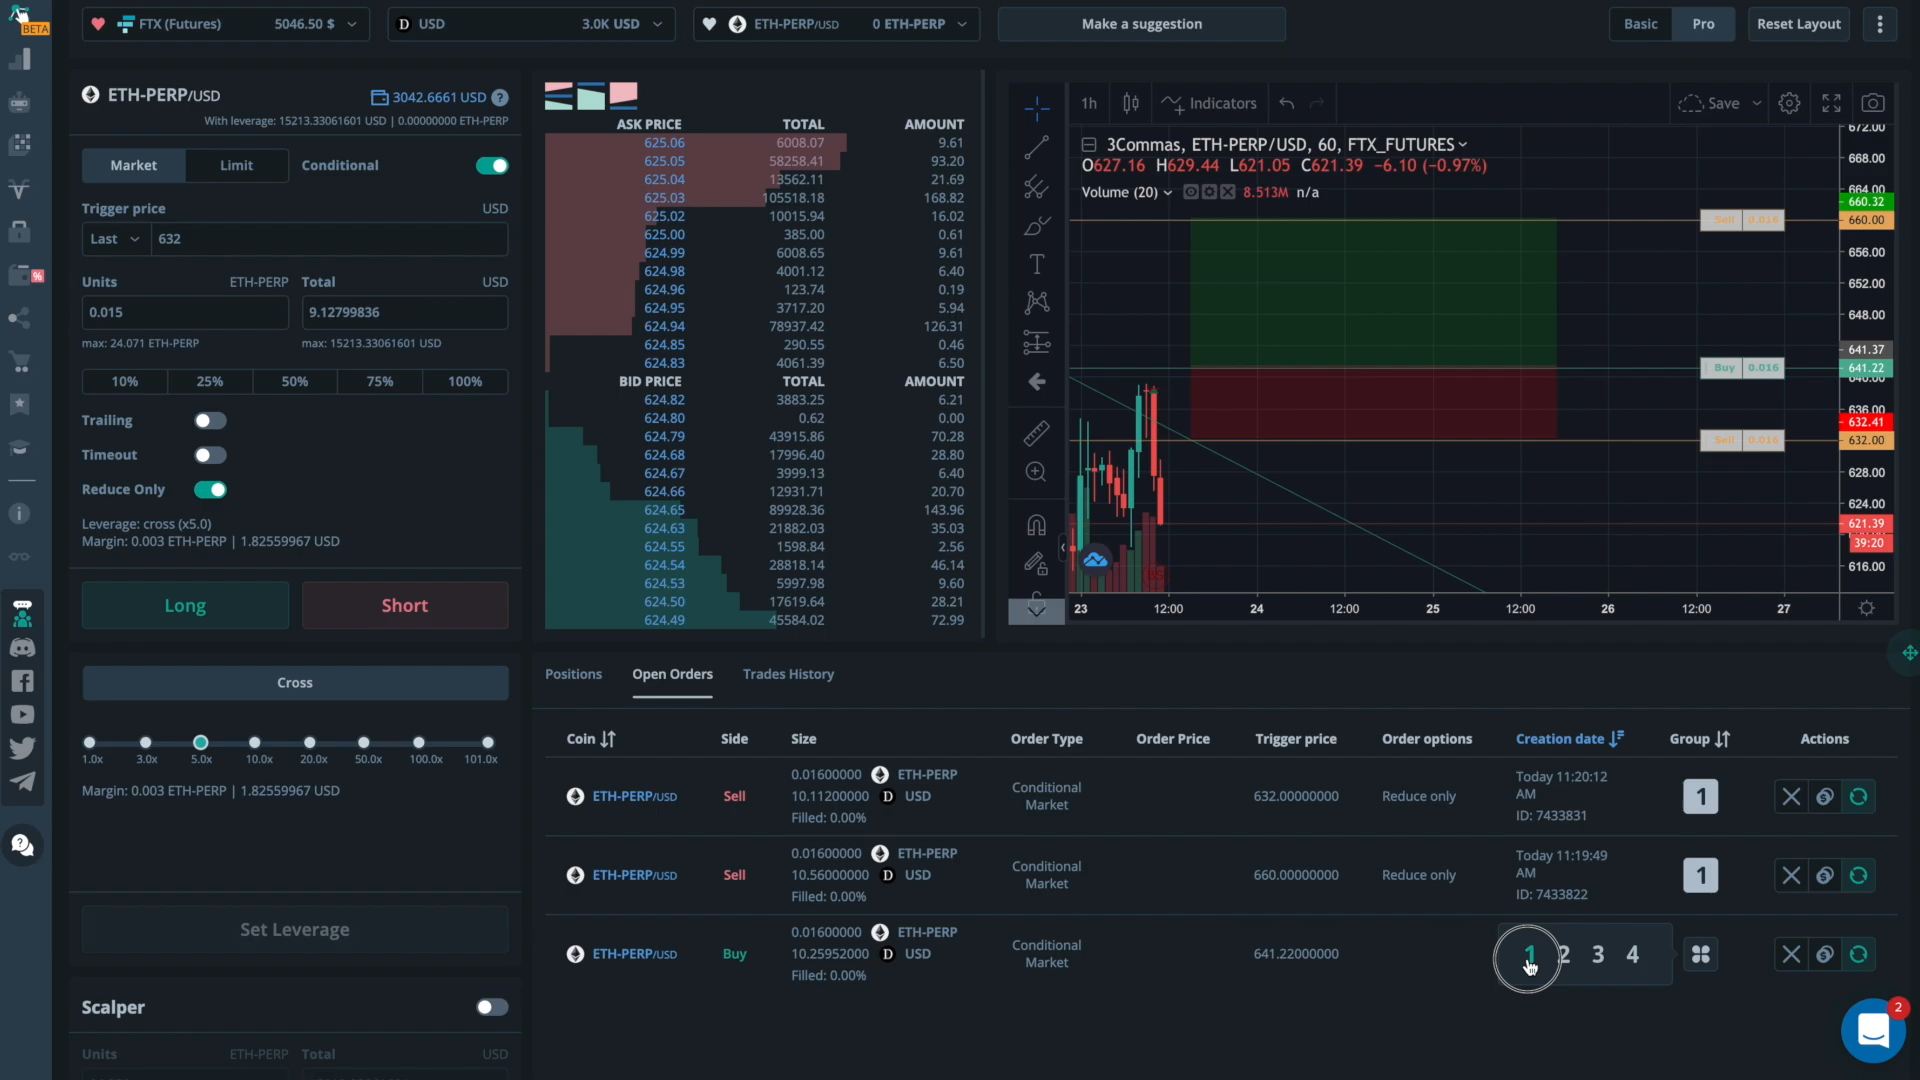 BETA
FTX (Futures) 5046.50 $
D USD 3.0K USD
ETH-PERP/USD 0 ETH-PERP
Make a suggestion
Basic Pro Reset Layout
ETH-PERP/USD 3042.6661 USD ?
With leverage: 15213.33061601 USD | 0.00000000 ETH-PERP
Market Limit Conditional
Trigger price USD
Last 632
Units ETH-PERP Total USD
0.015 9.12799836
max: 24.071 ETH-PERP max: 15213.33061601 USD
10% 25% 50% 75% 100%
Trailing
Timeout
Reduce Only
Leverage: cross (x5.0)
Margin: 0.003 ETH-PERP | 1.82559967 USD
Long Short
Cross
1.0x 3.0x 5.0x 10.0x 20.0x 50.0x 100.0x 101.0x
Margin: 0.003 ETH-PERP | 1.82559967 USD
Set Leverage
Scalper
Units ETH-PERP Total USD
ASK PRICE TOTAL AMOUNT
625.06 6008.07 9.61
625.05 58258.41 93.20
625.04 13562.11 21.69
625.03 105518.18 168.82
625.02 10015.94 16.02
625.00 385.00 0.61
624.99 6008.65 9.61
624.98 4001.12 6.40
624.96 123.74 0.19
624.95 3717.20 5.94
624.94 78937.42 126.31
624.85 290.55 0.46
624.83 4061.39 6.50
BID PRICE TOTAL AMOUNT
624.82 3883.25 6.21
624.80 0.62 0.00
624.79 43915.86 70.28
624.68 17996.40 28.80
624.67 3999.13 6.40
624.66 12931.71 20.70
624.65 89928.36 143.96
624.63 21882.03 35.03
624.55 1598.84 2.56
624.54 28818.14 46.14
624.53 5997.98 9.60
624.50 17619.64 28.21
624.49 45584.02 72.99
1h Indicators Save
3Commas, ETH-PERP/USD, 60, FTX_FUTURES
O627.16 H629.44 L621.05 C621.39 −6.10 (−0.97%)
Volume (20) 8.513M n/a
672.00
668.00
664.00
660.32
Sell 0.016 660.00
656.00
652.00
648.00
641.37
Buy 0.016 641.22
640.00
636.00
632.41
Sell 0.016 632.00
628.00
624.00
621.39
39:20
616.00
23 12:00 24 12:00 25 12:00 26 12:00 27
Positions Open Orders Trades History
Coin Side Size Order Type Order Price Trigger price Order options Creation date Group Actions
ETH-PERP/USD Sell 0.01600000 ETH-PERP
10.11200000 D USD
Filled: 0.00%
Conditional
Market
632.00000000 Reduce only
Today 11:20:12
AM
ID: 7433831
1
ETH-PERP/USD Sell 0.01600000 ETH-PERP
10.56000000 D USD
Filled: 0.00%
Conditional
Market
660.00000000 Reduce only
Today 11:19:49
AM
ID: 7433822
1
ETH-PERP/USD Buy 0.01600000 ETH-PERP
10.25952000 D USD
Filled: 0.00%
Conditional
Market
641.22000000
1 2 3 4
2